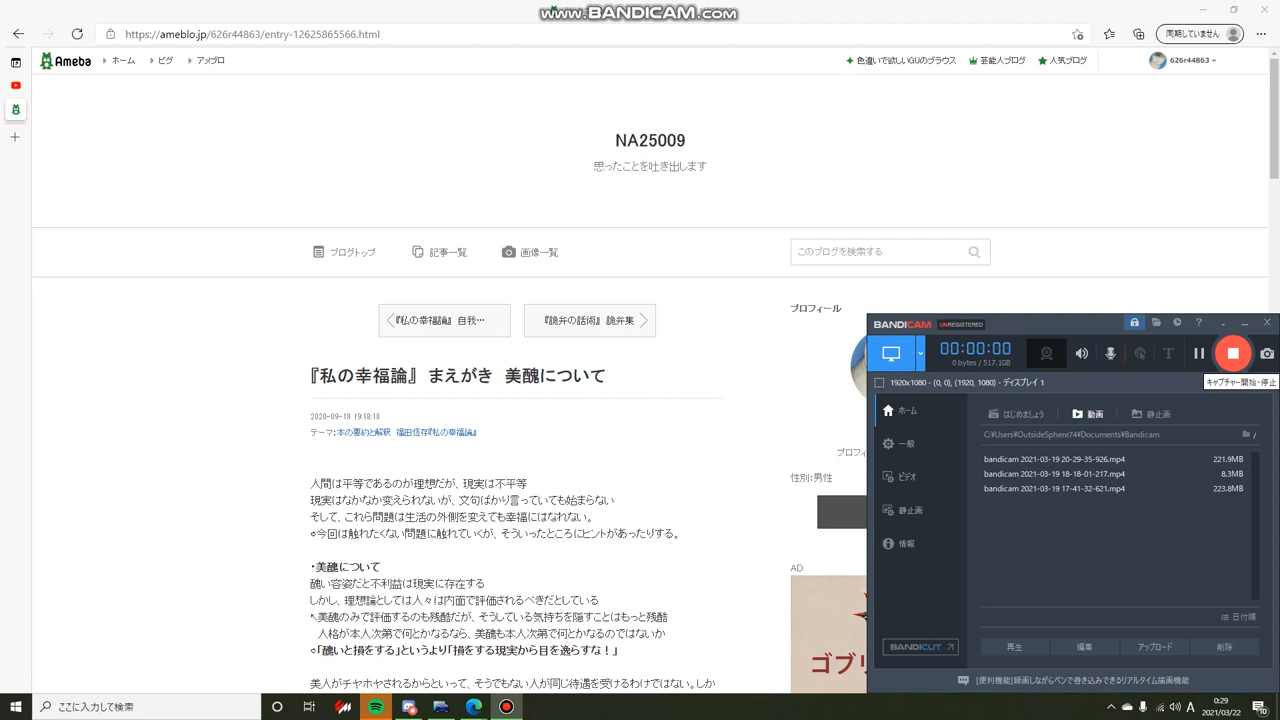 www.BANDICAM.com
https://ameblo.jp/626r44863/entry-12625865566.html
同期していません
Ameba
ホーム
ピグ
アメブロ
色違いで欲しいGUのブラウス
芸能人ブログ
人気ブログ
626r44863
NA25009
思ったことを吐き出します
ブログトップ
記事一覧
画像一覧
このブログを検索する
『私の幸福論』 自我…
『詭弁の話術』 詭弁集
プロフィール
『私の幸福論』 まえがき 美醜について
2020-09-18 19:18:18
テーマ:本の要約と解釈 福田恆存『私の幸福論』
人間は平等であるのが理想だが、現実は不平等
現実はなかなか変えられないが、文句ばかり言っていても始まらない
そして、これら問題は生活の外側を変えても幸福にはなれない。
⇨今回は触れたくない問題に触れていくが、そういったところにヒントがあったりする。
・美醜について
醜い容姿だと不利益は現実に存在する
しかし、理想論としては人々は内面で評価されるべきだとしている
↖美醜のみで評価するのも残酷だが、そうしている気持ちを隠すことはもっと残酷
人格が本人次第で何とかなるなら、美醜も本人次第で何とかなるのではないか
⇨「醜いと損をする」というより「損をする現実から目を逸らすな！」
美人がチヤホヤされるからといって、そうでない人が同じ待遇を受けるわけではない。しか
プロフィ
性別:男性
AD
ゴブリ
BANDICAM UNREGISTERED
00:00:00
0 bytes / 517.1GB
キャプチャー開始・停止
1920x1080 - (0, 0), (1920, 1080) - ディスプレイ 1
ホーム
一般
ビデオ
静止画
情報
はじめましょう
動画
静止画
C:¥Users¥OutsideSphere74¥Documents¥Bandicam
bandicam 2021-03-19 20-29-35-926.mp4 221.9MB
bandicam 2021-03-19 18-18-01-217.mp4 8.3MB
bandicam 2021-03-19 17-41-32-621.mp4 223.8MB
日付順
BANDICUT
再生
編集
アップロード
削除
[便利機能]録画しながらペンで書き込みできるリアルタイム描画機能
ここに入力して検索
A
0:29
2021/03/22
10